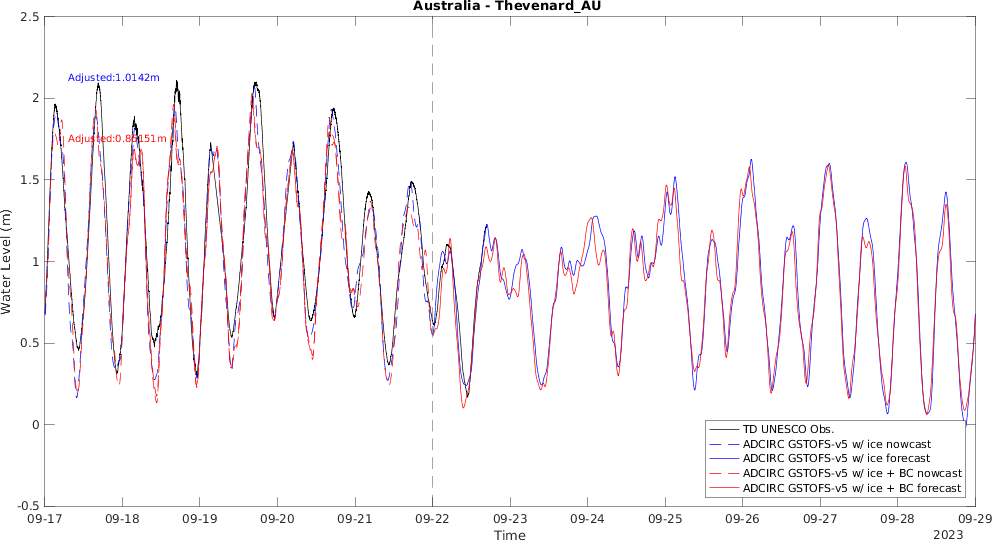 Australia - Thevenard_AU
Water Level (m)
2.5
2
1.5
1
0.5
0
-0.5
Adjusted:1.0142m
TD UNESCO Obs.
ADCIRC GSTOFS-v5 w/ ice nowcast
ADCIRC GSTOFS-v5 w/ ice forecast
ADCIRC GSTOFS-v5 w/ ice + BC nowcast
ADCIRC GSTOFS-v5 w/ ice + BC forecast
09-17 09-18 09-19 09-20 09-21 09-22 09-23 09-24 09-25 09-26 09-27 09-28 09-29
Time
2023